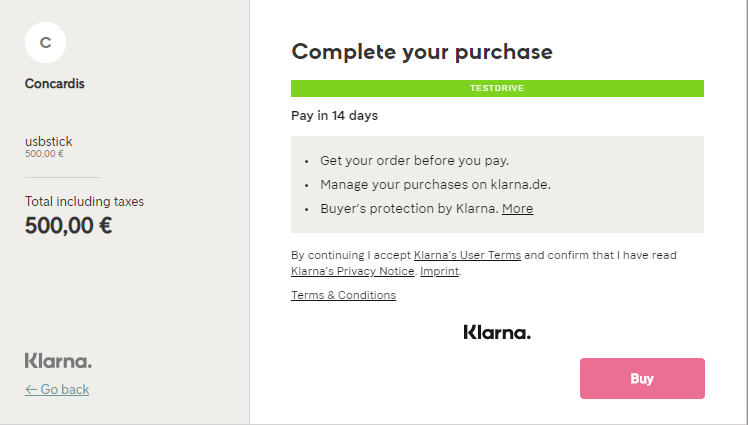 C
Concardis
usbstick
500,00 €
Total including taxes
500,00 €
Klarna.
← Go back
Complete your purchase
TESTDRIVE
Pay in 14 days
• Get your order before you pay.
• Manage your purchases on klarna.de.
• Buyer's protection by Klarna. More
By continuing I accept Klarna's User Terms and confirm that I have read
Klarna's Privacy Notice. Imprint.
Terms & Conditions
Klarna.
Buy